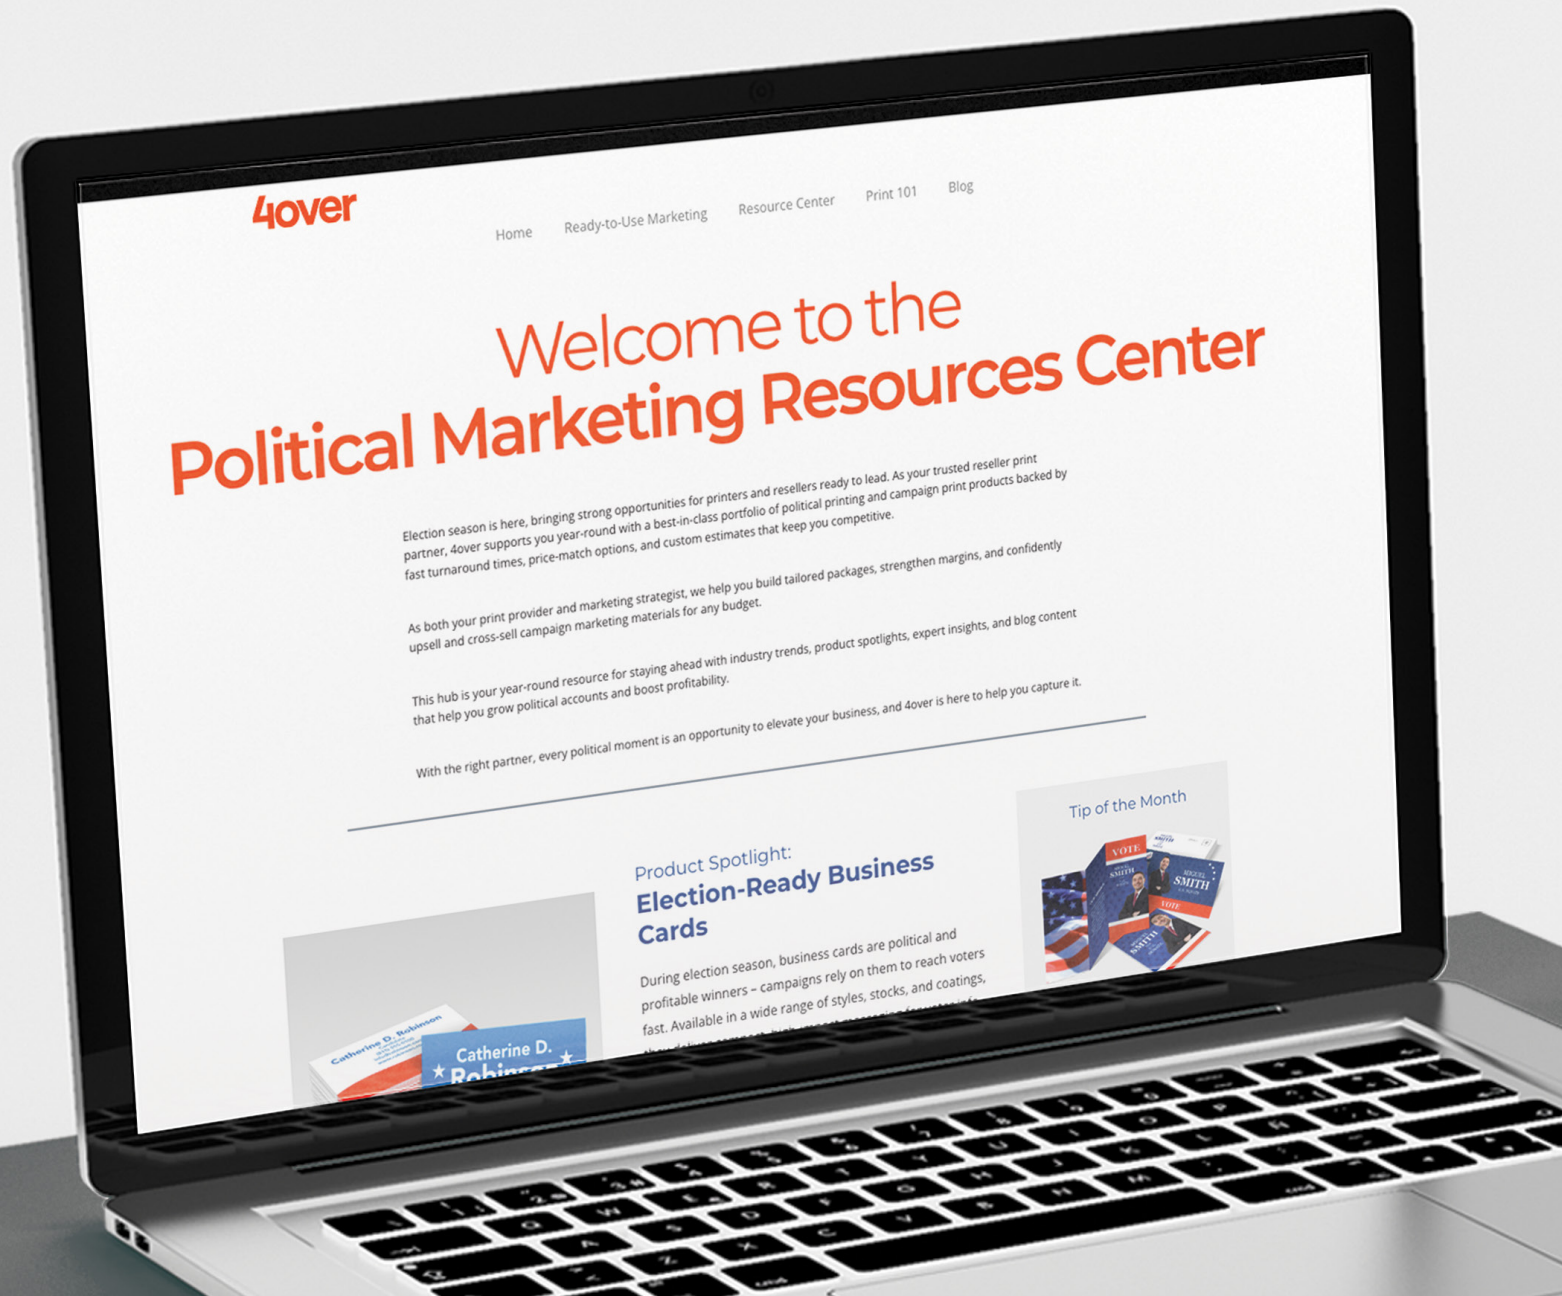 4over
Home
Ready-to-Use Marketing
Resource Center
Print 101
Blog
Welcome to the
Political Marketing Resources Center
Election season is here, bringing strong opportunities for printers and resellers ready to lead. As your trusted reseller print
partner, 4over supports you year-round with a best-in-class portfolio of political printing and campaign print products backed by
fast turnaround times, price-match options, and custom estimates that keep you competitive.
As both your print provider and marketing strategist, we help you build tailored packages, strengthen margins, and confidently
upsell and cross-sell campaign marketing materials for any budget.
This hub is your year-round resource for staying ahead with industry trends, product spotlights, expert insights, and blog content
that help you grow political accounts and boost profitability.
With the right partner, every political moment is an opportunity to elevate your business, and 4over is here to help you capture it.
Product Spotlight:
Election-Ready Business
Cards
During election season, business cards are political and
profitable winners – campaigns rely on them to reach voters
fast. Available in a wide range of styles, stocks, and coatings,
Catherine D. Robinson
Catherine D.
Robinson
Tip of the Month
VOTE
SMITH
MIGUEL
SMITH
VOTE
SMITH